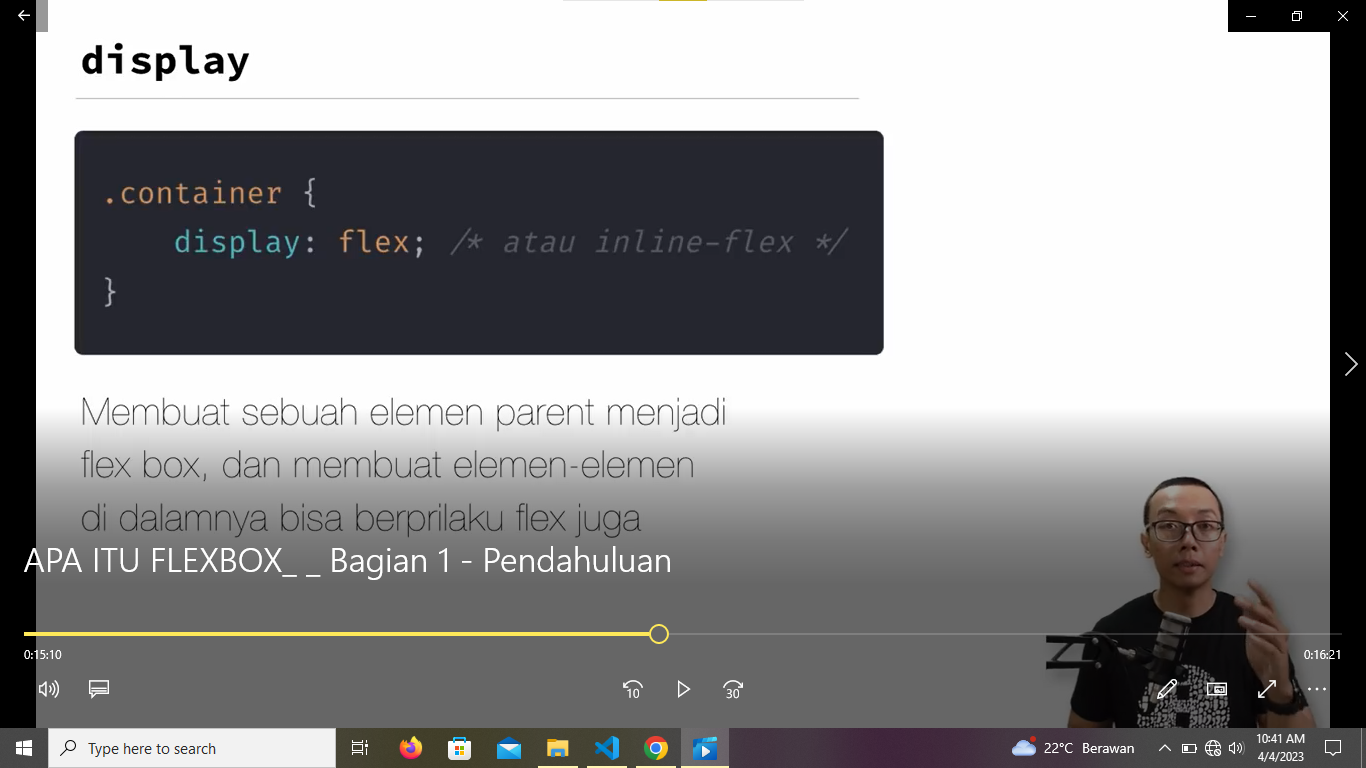 display
.container {
display: flex; /* atau inline-flex */
}
Membuat sebuah elemen parent menjadi
flex box, dan membuat elemen-elemen
di dalamnya bisa berprilaku flex juga
APA ITU FLEXBOX_ _ Bagian 1 - Pendahuluan
0:15:10
0:16:21
10
30
Type here to search
22°C Berawan
10:41 AM
4/4/2023